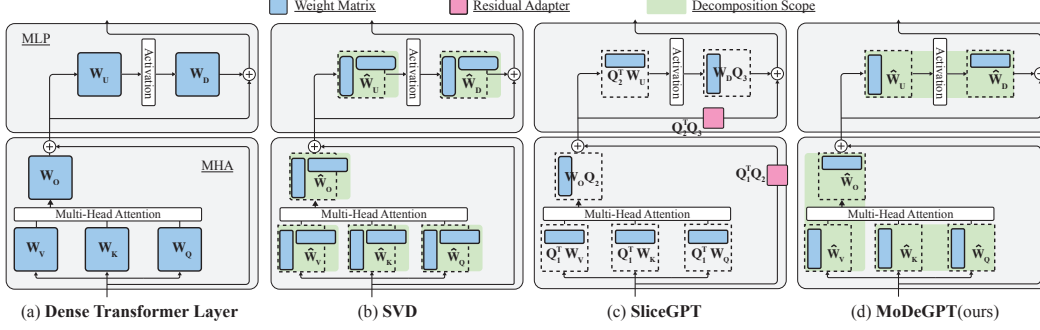 Weight Matrix
Residual Adapter
Decomposition Scope
MLP
W_U
Activation
W_D
MHA
W_O
Multi-Head Attention
W_V
W_K
W_Q
(a) Dense Transformer Layer
Ŵ_U
Activation
Ŵ_D
Ŵ_O
Multi-Head Attention
Ŵ_V
Ŵ_K
Ŵ_Q
(b) SVD
Q_2^T W_U
Activation
W_D Q_3
Q_2^T Q_3
W_O Q_2
Q_1^T Q_2
Multi-Head Attention
Q_1^T W_V
Q_1^T W_K
Q_1^T W_Q
(c) SliceGPT
Ŵ_U
Activation
Ŵ_D
Ŵ_O
Multi-Head Attention
Ŵ_V
Ŵ_K
Ŵ_Q
(d) MoDeGPT(ours)